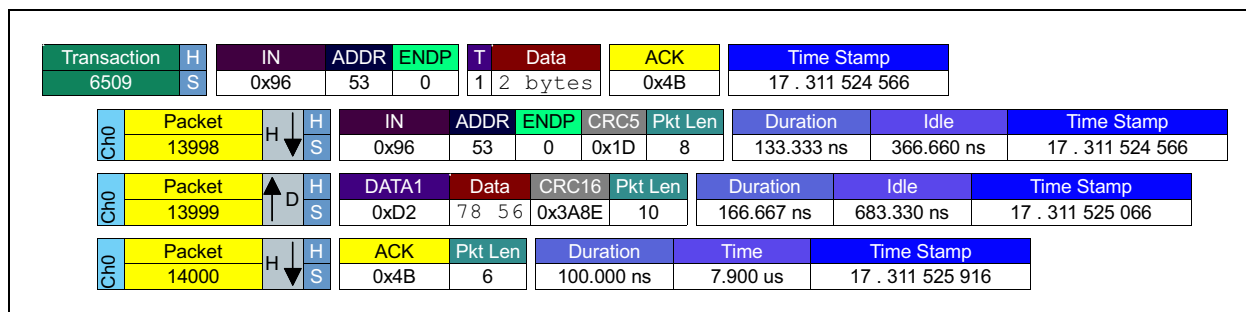 Transaction H IN ADDR ENDP T Data ACK Time Stamp
6509 S 0x96 53 0 1 2 bytes 0x4B 17 . 311 524 566
Ch0 Packet H H IN ADDR ENDP CRC5 Pkt Len Duration Idle Time Stamp
13998 S 0x96 53 0 0x1D 8 133.333 ns 366.660 ns 17 . 311 524 566
Ch0 Packet D H DATA1 Data CRC16 Pkt Len Duration Idle Time Stamp
13999 S 0xD2 78 56 0x3A8E 10 166.667 ns 683.330 ns 17 . 311 525 066
Ch0 Packet H H ACK Pkt Len Duration Time Time Stamp
14000 S 0x4B 6 100.000 ns 7.900 us 17 . 311 525 916